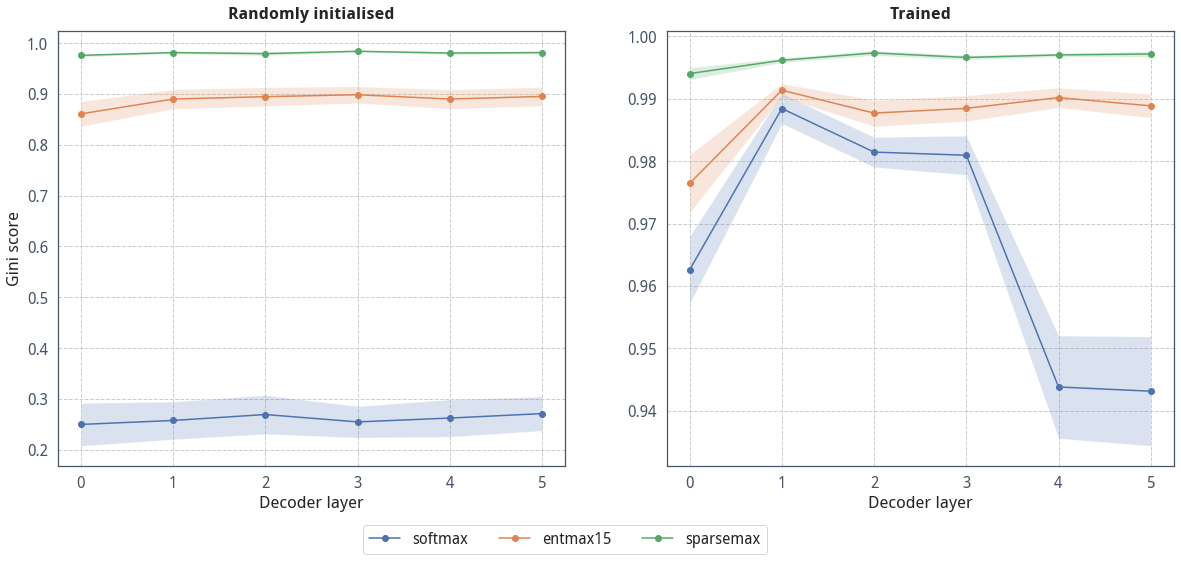 Randomly initialised
Gini score
1.0
0.9
0.8
0.7
0.6
0.5
0.4
0.3
0.2
0 1 2 3 4 5
Decoder layer
Trained
1.00
0.99
0.98
0.97
0.96
0.95
0.94
0 1 2 3 4 5
Decoder layer
softmax entmax15 sparsemax